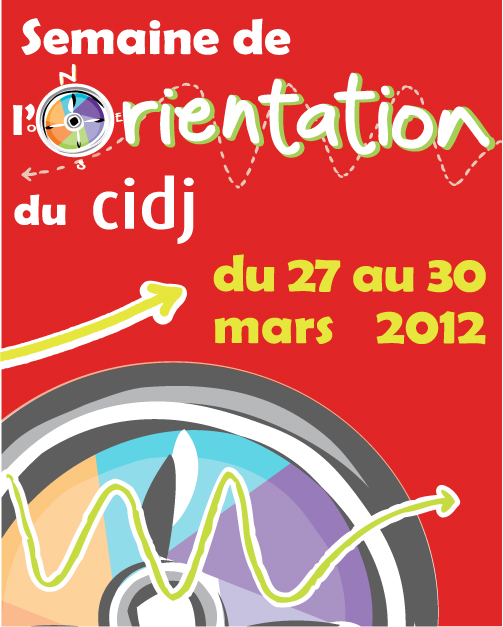 Semaine de
l'Orientation
N
O
E
S
du cidj
du 27 au 30
mars 2012